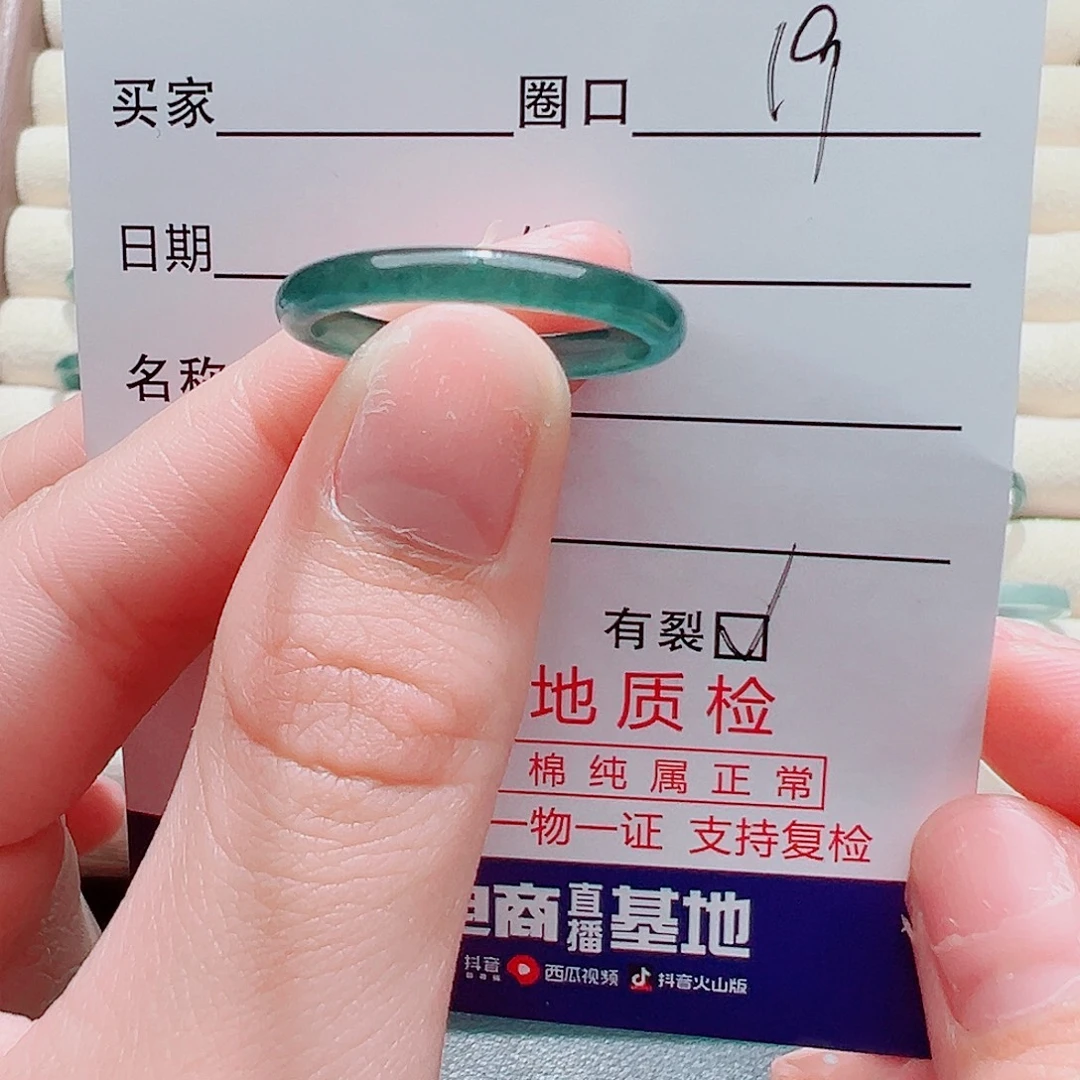 买家 圈口 19
日期
名称
有裂
地质检
棉纯属正常
一物一证 支持复检
电商直播基地
抖音 西瓜视频 抖音火山版